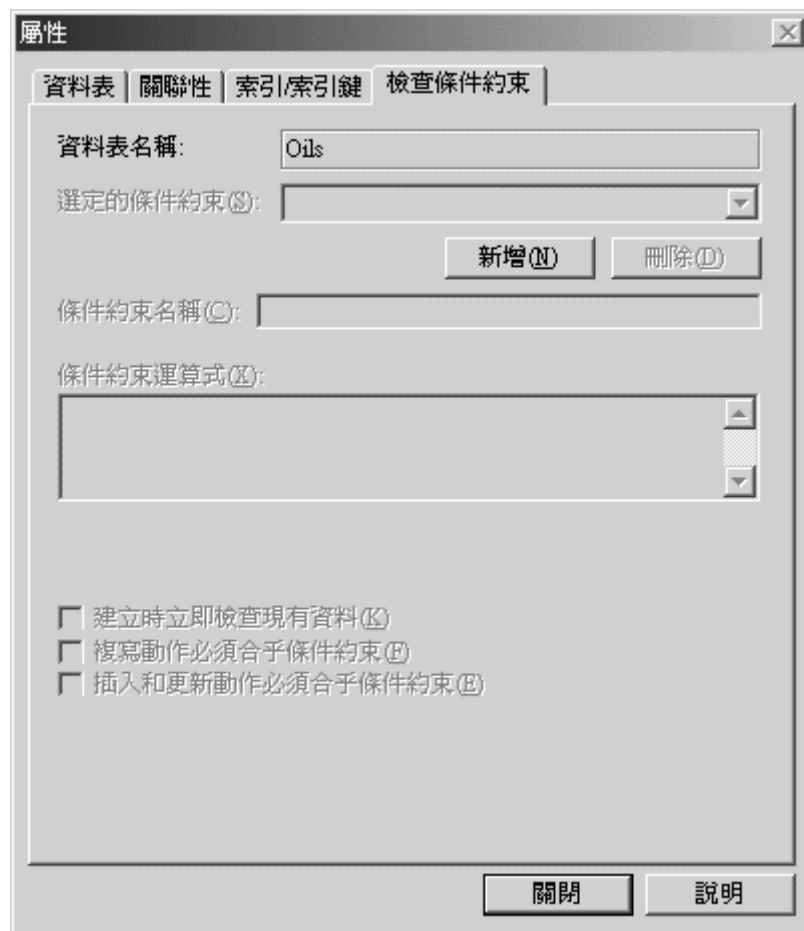 屬性
資料表 關聯性 索引/索引鍵 檢查條件約束
資料表名稱: Oils
選定的條件約束(S):
新增(N) 刪除(D)
條件約束名稱(C):
條件約束運算式(X):
建立時立即檢查現有資料(K)
複寫動作必須合乎條件約束(F)
插入和更新動作必須合乎條件約束(E)
關閉 說明